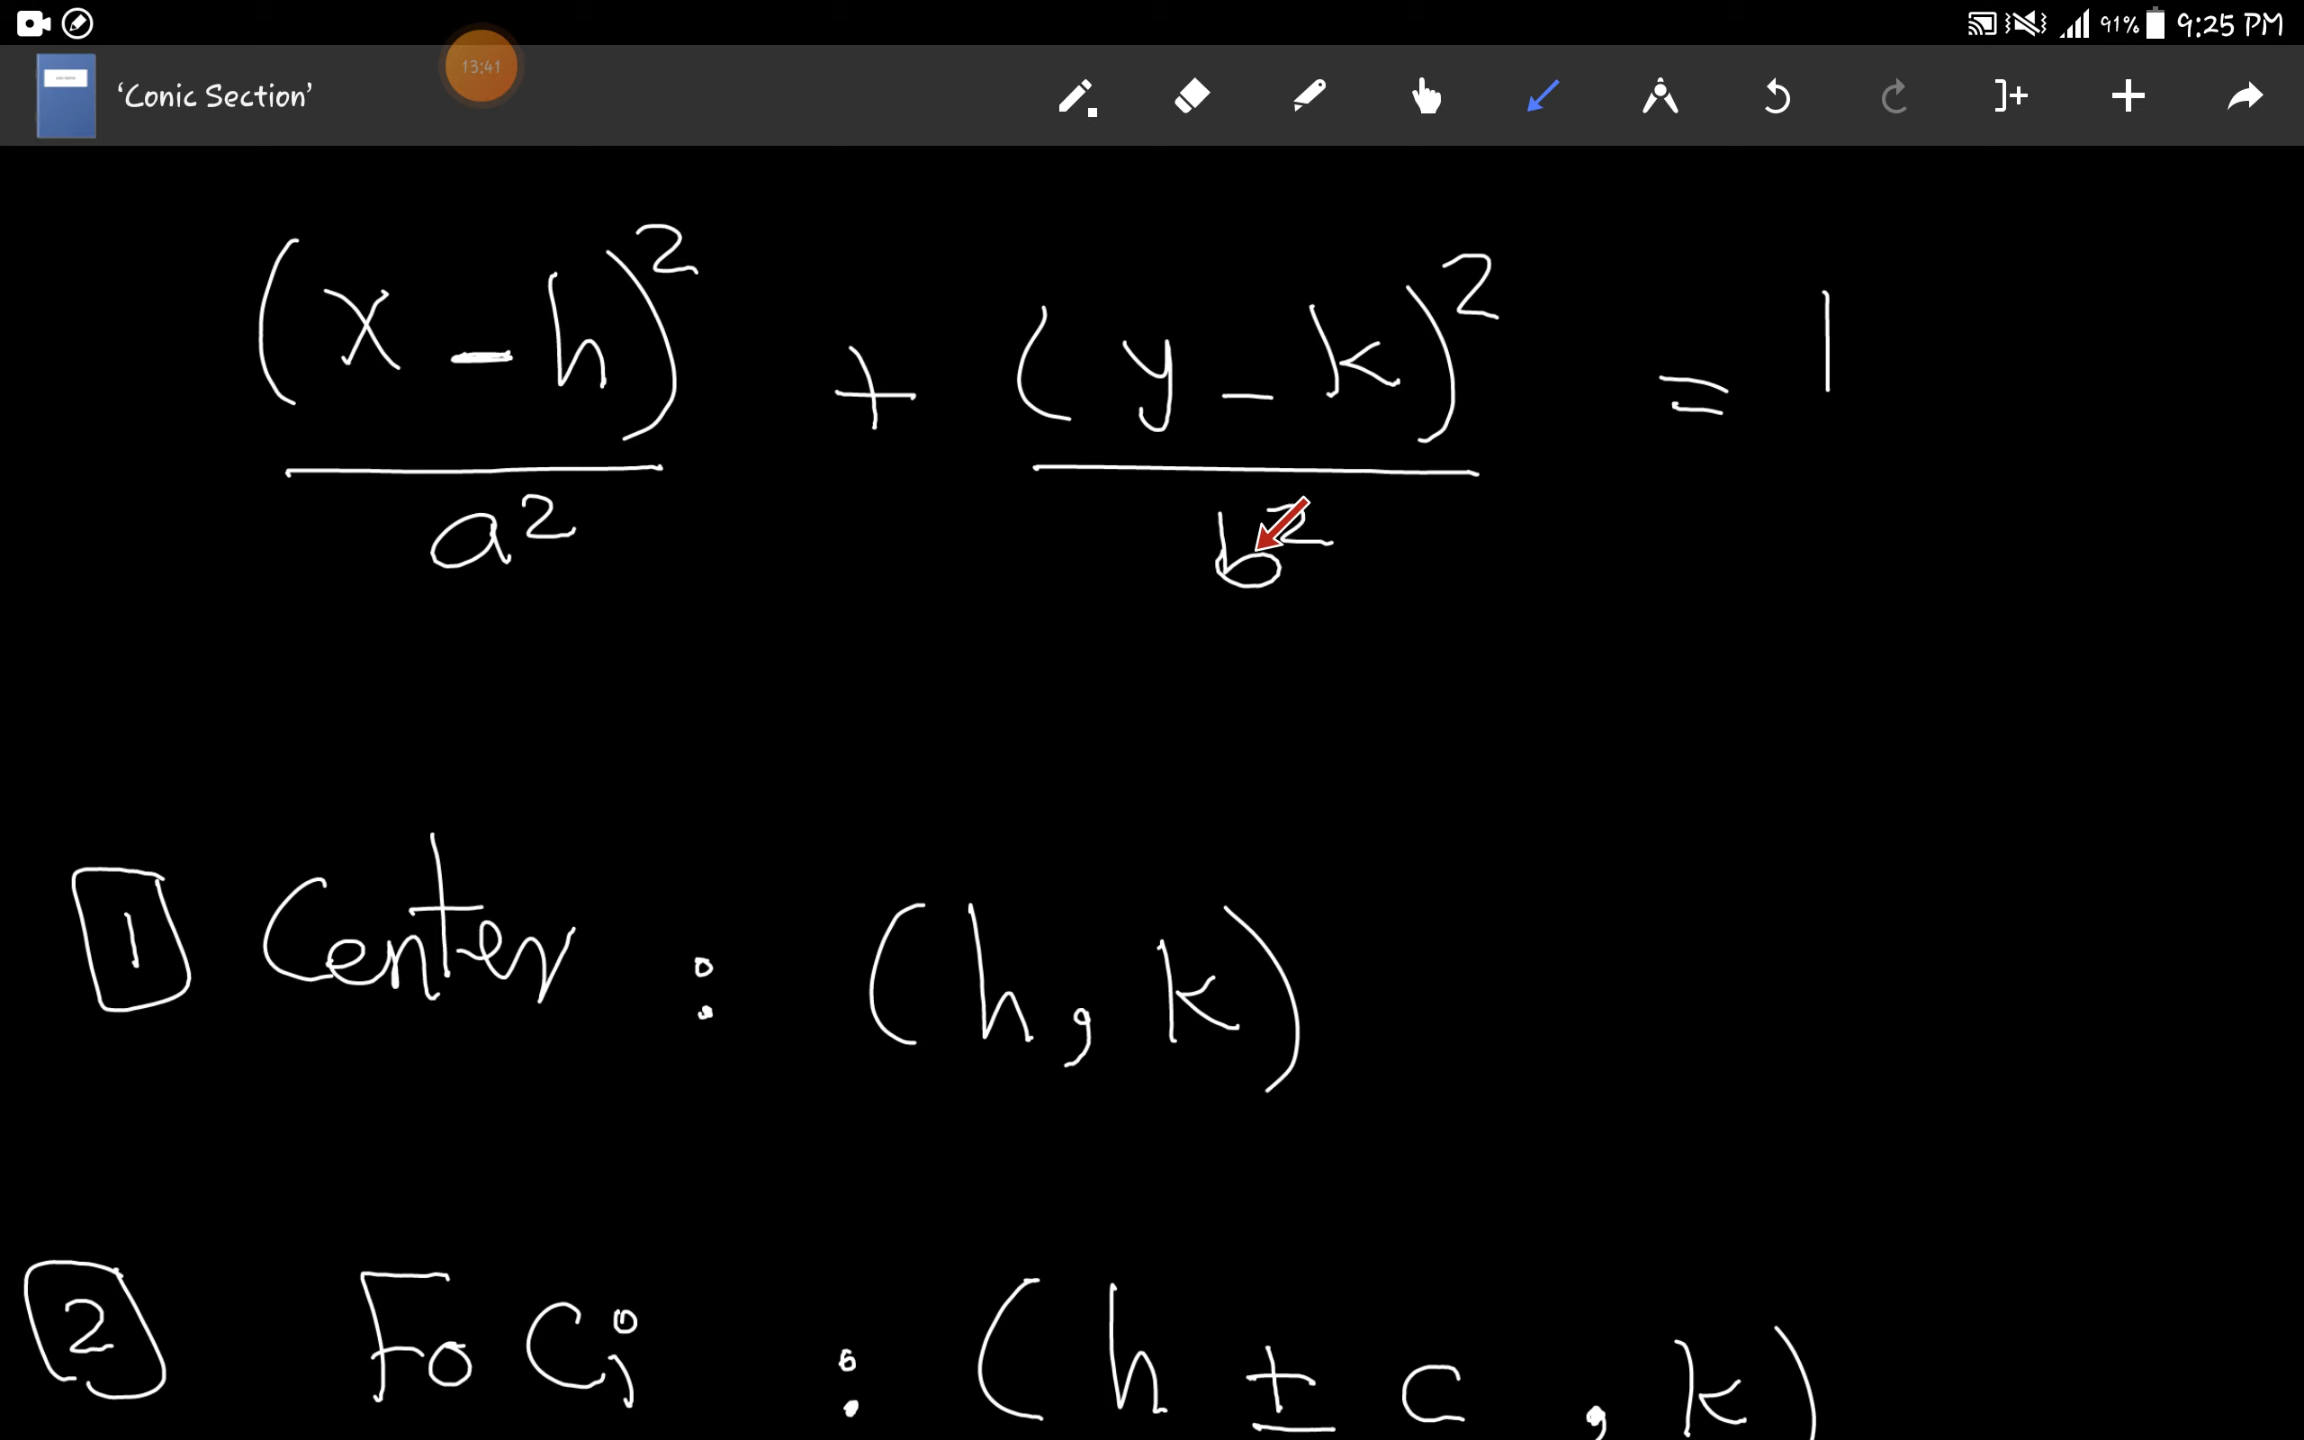 91% 9:25 PM
13:41
'Conic Section'
(x - h)² / a² + (y - k)² / b² = 1
1 Center : (h, k)
2 Foci : (h ± c, k)